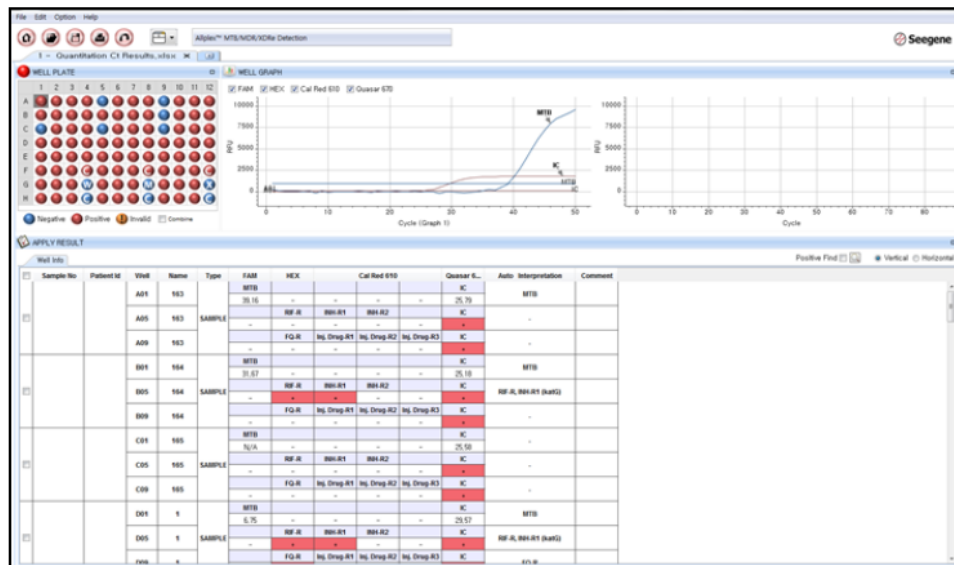 File Edit Option Help
Allplex™ MTB/MDR/XDRe Detection
Seegene
1 - Quantitation Ct Results.xlsx
WELL PLATE
WELL GRAPH
1 2 3 4 5 6 7 8 9 10 11 12
A
B
C
D
E
F C C C
G W M X
H C C C
Negative Positive Invalid Combine
FAM HEX Cal Red 610 Quasar 670
RFU
10000
7500
5000
2500
0
MTB
IC
MTB
IC
0 10 20 30 40 50
Cycle (Graph 1)
RFU
10000
7500
5000
2500
0
0 10 20 30 40 50 60 70 80
Cycle
APPLY RESULT
Well Info
Positive Find Vertical Horizontal
Sample No Patient Id Well Name Type FAM HEX Cal Red 610 Quasar 6... Auto Interpretation Comment
MTB IC
A01 163 39,16 - - - - 25,79 MTB
RIF-R INH-R1 INH-R2 IC
A05 163 SAMPLE - - - - - + -
FQ-R Inj. Drug-R1 Inj. Drug-R2 Inj. Drug-R3 IC
A09 163 - - - - - + -
MTB IC
B01 164 31,67 - - - - 25,18 MTB
RIF-R INH-R1 INH-R2 IC
B05 164 SAMPLE - + + - - + RIF-R, INH-R1 (katG)
FQ-R Inj. Drug-R1 Inj. Drug-R2 Inj. Drug-R3 IC
B09 164 - - - - - + -
MTB IC
C01 165 N/A - - - - 25,50 -
RIF-R INH-R1 INH-R2 IC
C05 165 SAMPLE - - - - - + -
FQ-R Inj. Drug-R1 Inj. Drug-R2 Inj. Drug-R3 IC
C09 165 - - - - - + -
MTB IC
D01 1 6,75 - - - - 29,57 MTB
RIF-R INH-R1 INH-R2 IC
D05 1 SAMPLE - + + - - + RIF-R, INH-R1 (katG)
FQ-R Inj. Drug-R1 Inj. Drug-R2 Inj. Drug-R3 IC
D09 1 FQ-R